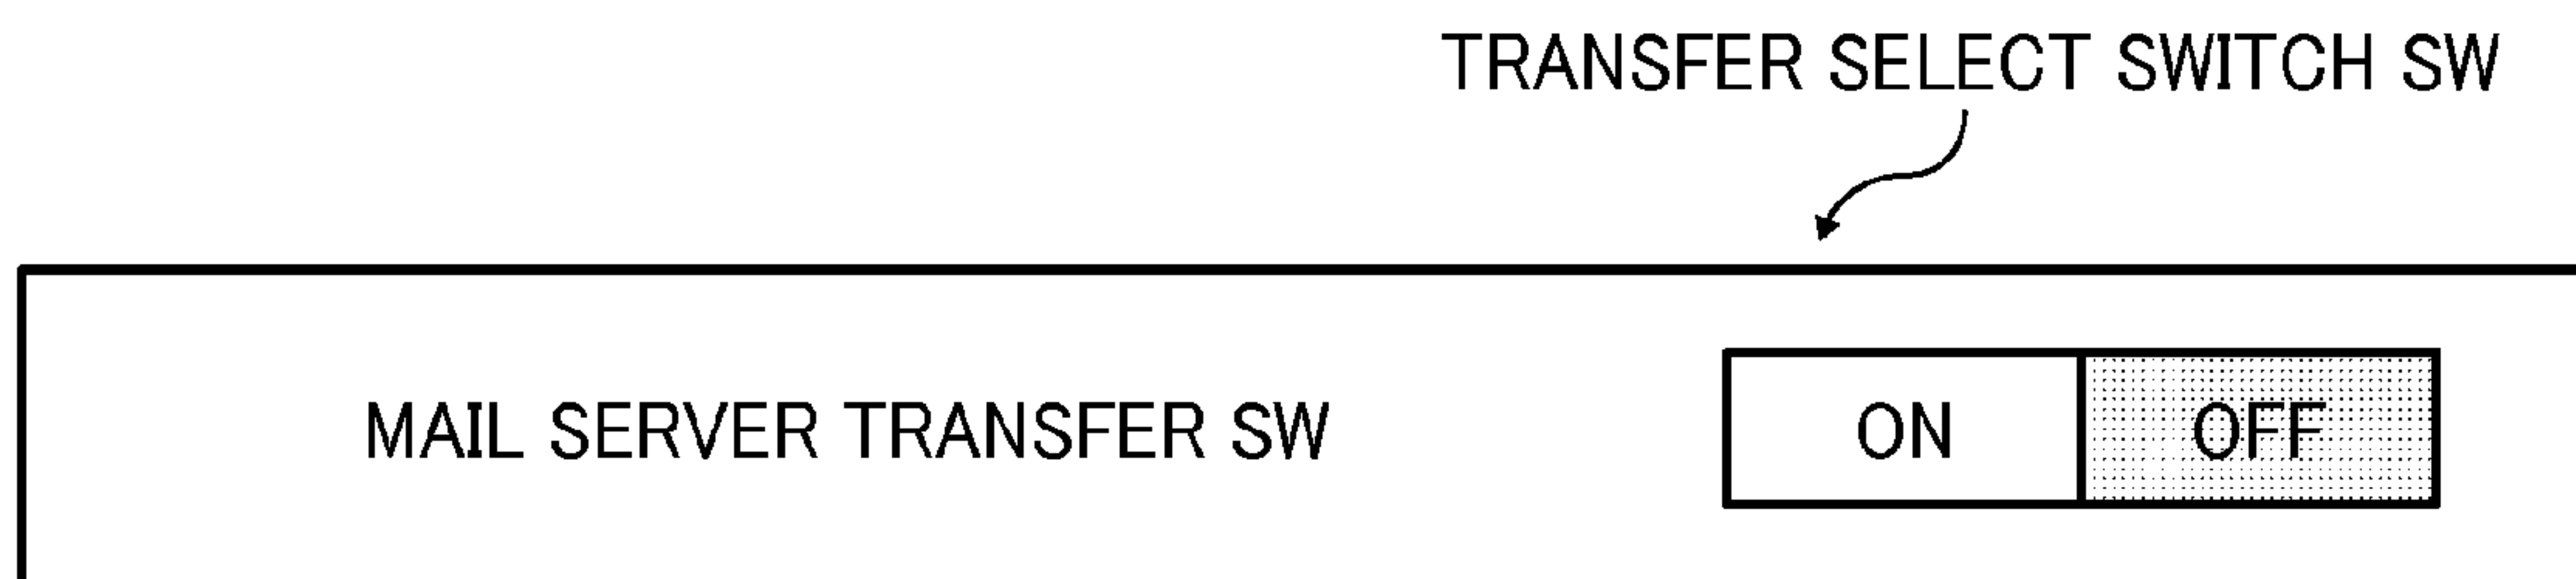 TRANSFER SELECT SWITCH SW
MAIL SERVER TRANSFER SW ON OFF